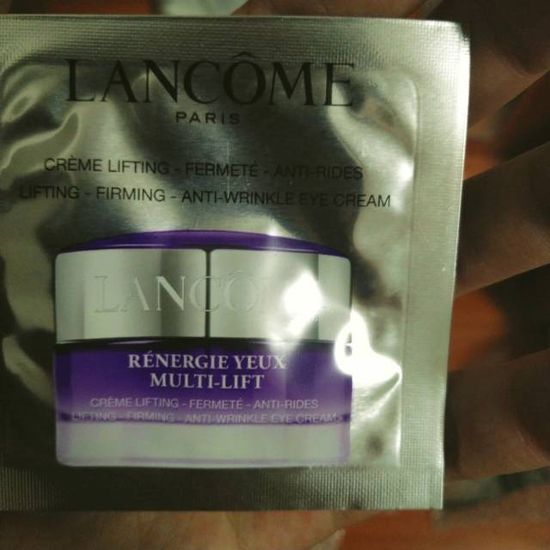 LANCÔME
PARIS
CRÈME LIFTING - FERMETÉ - ANTI-RIDES
LIFTING - FIRMING - ANTI-WRINKLE EYE CREAM
LANCÔ
RÉNERGIE YEUX
MULTI-LIFT
CRÈME LIFTING - FERMETÉ - ANTI-RIDES
LIFTING - FIRMING - ANTI-WRINKLE EYE CREAM